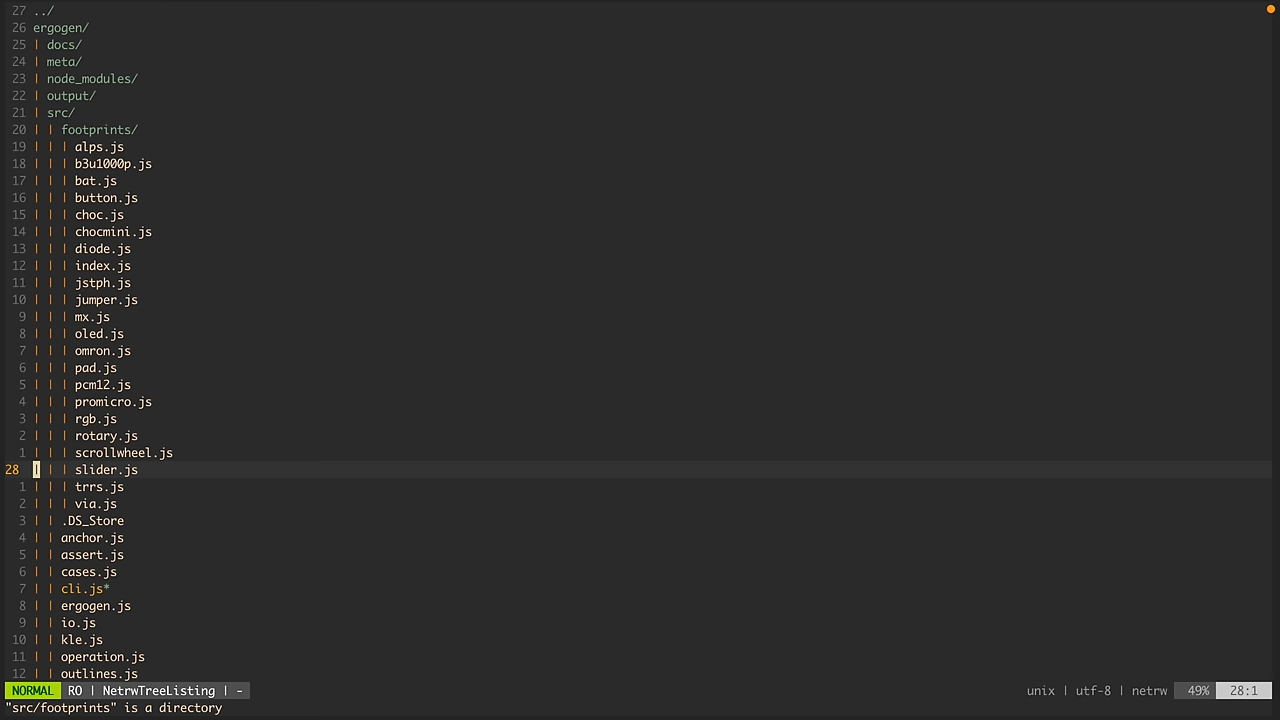 27 ../
26 ergogen/
25 | docs/
24 | meta/
23 | node_modules/
22 | output/
21 | src/
20 | | footprints/
19 | | | alps.js
18 | | | b3u1000p.js
17 | | | bat.js
16 | | | button.js
15 | | | choc.js
14 | | | chocmini.js
13 | | | diode.js
12 | | | index.js
11 | | | jstph.js
10 | | | jumper.js
9 | | | mx.js
8 | | | oled.js
7 | | | omron.js
6 | | | pad.js
5 | | | pcm12.js
4 | | | promicro.js
3 | | | rgb.js
2 | | | rotary.js
1 | | | scrollwheel.js
28 | | | slider.js
1 | | | trrs.js
2 | | | via.js
3 | | .DS_Store
4 | | anchor.js
5 | | assert.js
6 | | cases.js
7 | | cli.js*
8 | | ergogen.js
9 | | io.js
10 | | kle.js
11 | | operation.js
12 | | outlines.js
NORMAL RO | NetrwTreeListing | - unix | utf-8 | netrw 49% 28:1
"src/footprints" is a directory